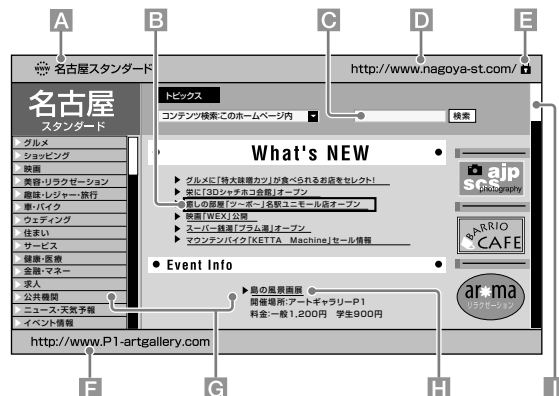 A
B
C
D
E
名古屋スタンダード
http://www.nagoya-st.com/
名古屋
スタンダード
トピックス
コンテンツ検索:このホームページ内
検索
グルメ
ショッピング
映画
美容・リラクゼーション
趣味・レジャー・旅行
車・バイク
ウェディング
住まい
サービス
健康・医療
金融・マネー
求人
公共機関
ニュース・天気予報
イベント情報
What's NEW
グルメに「特大味噌カツ」が食べられるお店をセレクト!
栄に「3Dシャチホコ会館」オープン
癒しの部屋「ツ〜ボ〜」名駅ユニモール店オープン
映画「WEX」公開
スーパー銭湯「プラム湯」オープン
マウンテンバイク「KETTA Machine」セール情報
Event Info
島の風景画展
開催場所:アートギャラリーP1
料金:一般1,200円 学生900円
ajp
scs
photography
BARRIO
CAFE
aroma
リラクゼーション
http://www.P1-artgallery.com
F
G
H
I